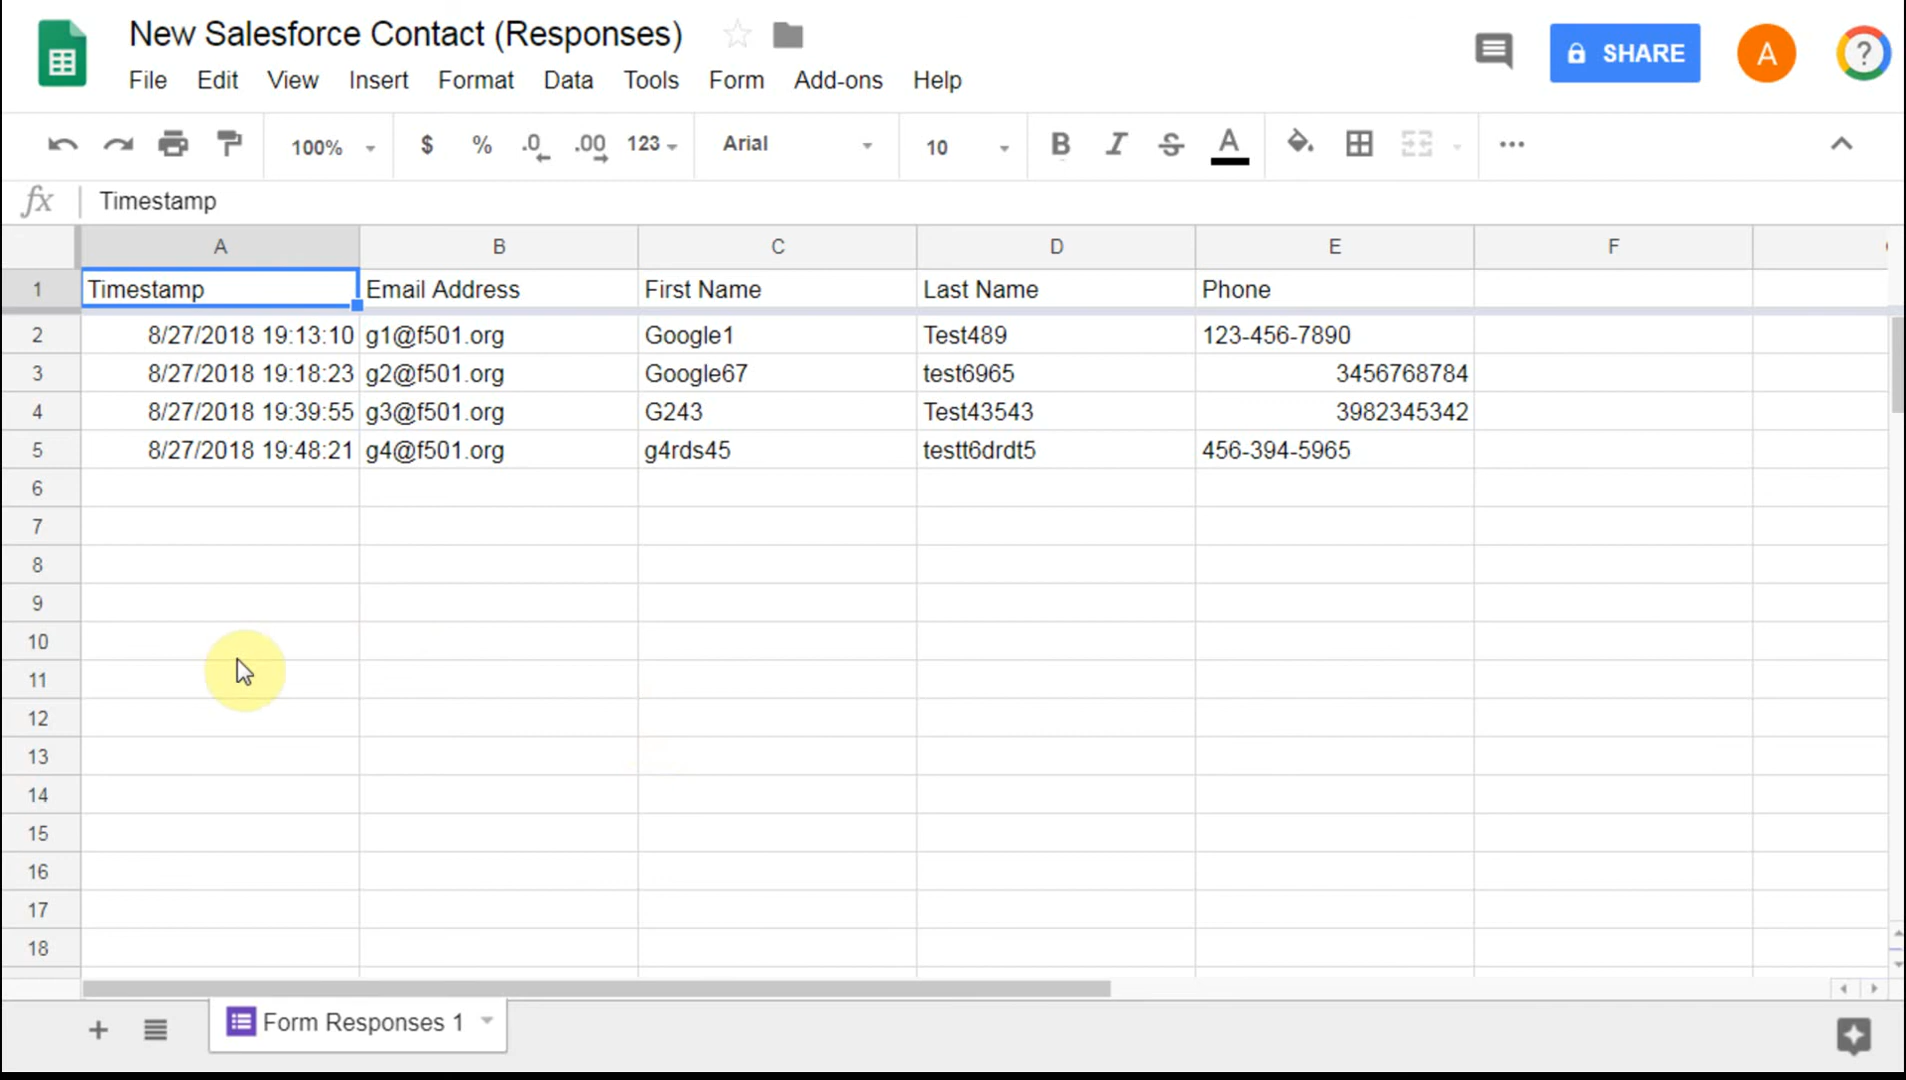 New Salesforce Contact (Responses)
File Edit View Insert Format Data Tools Form Add-ons Help
SHARE A ?
100% $ % .0 .00 123 Arial 10 B I S A ...
fx Timestamp
A B C D E F
1 Timestamp Email Address First Name Last Name Phone
2 8/27/2018 19:13:10 g1@f501.org Google1 Test489 123-456-7890
3 8/27/2018 19:18:23 g2@f501.org Google67 test6965 3456768784
4 8/27/2018 19:39:55 g3@f501.org G243 Test43543 3982345342
5 8/27/2018 19:48:21 g4@f501.org g4rds45 testt6drdt5 456-394-5965
6
7
8
9
10
11
12
13
14
15
16
17
18
+ Form Responses 1